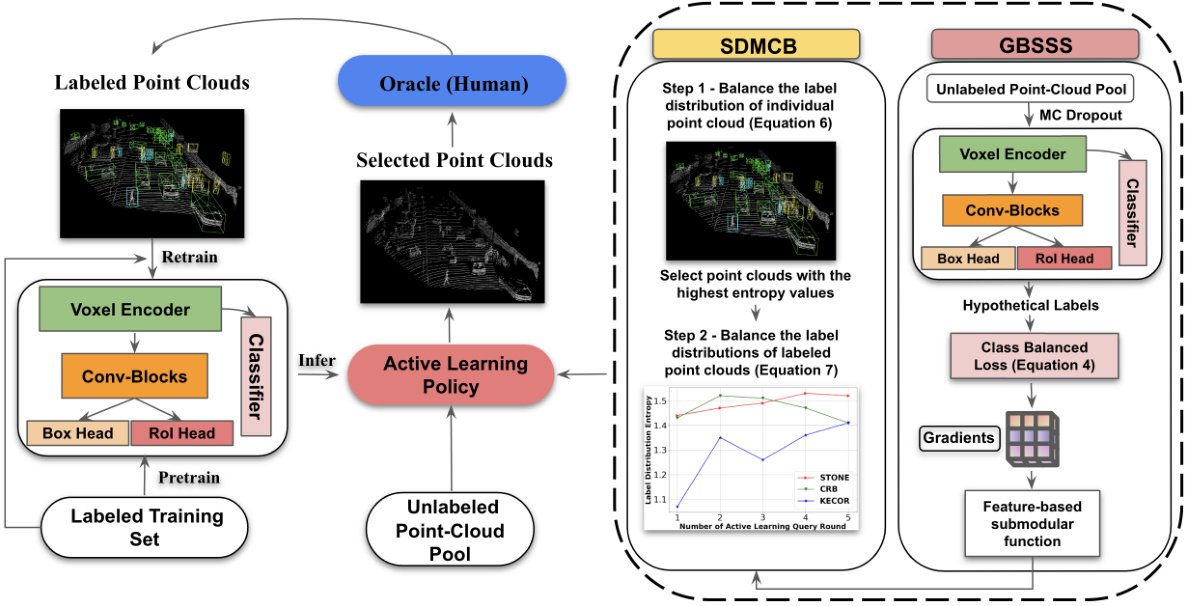 Labeled Point Clouds
Retrain
Voxel Encoder
Conv-Blocks
Box Head
RoI Head
Classifier
Pretrain
Labeled Training
Set
Infer
Oracle (Human)
Selected Point Clouds
Active Learning
Policy
Unlabeled
Point-Cloud
Pool
SDMCB
Step 1 - Balance the label
distribution of individual
point cloud (Equation 6)
Select point clouds with the
highest entropy values
Step 2 - Balance the label
distributions of labeled
point clouds (Equation 7)
Label Distribution Entropy
1.5
1.4
1.3
1.2
1.1
STONE
CRB
KECOR
1 2 3 4 5
Number of Active Learning Query Round
GBSSS
Unlabeled Point-Cloud Pool
MC Dropout
Voxel Encoder
Conv-Blocks
Box Head
RoI Head
Classifier
Hypothetical Labels
Class Balanced
Loss (Equation 4)
Gradients
Feature-based
submodular
function